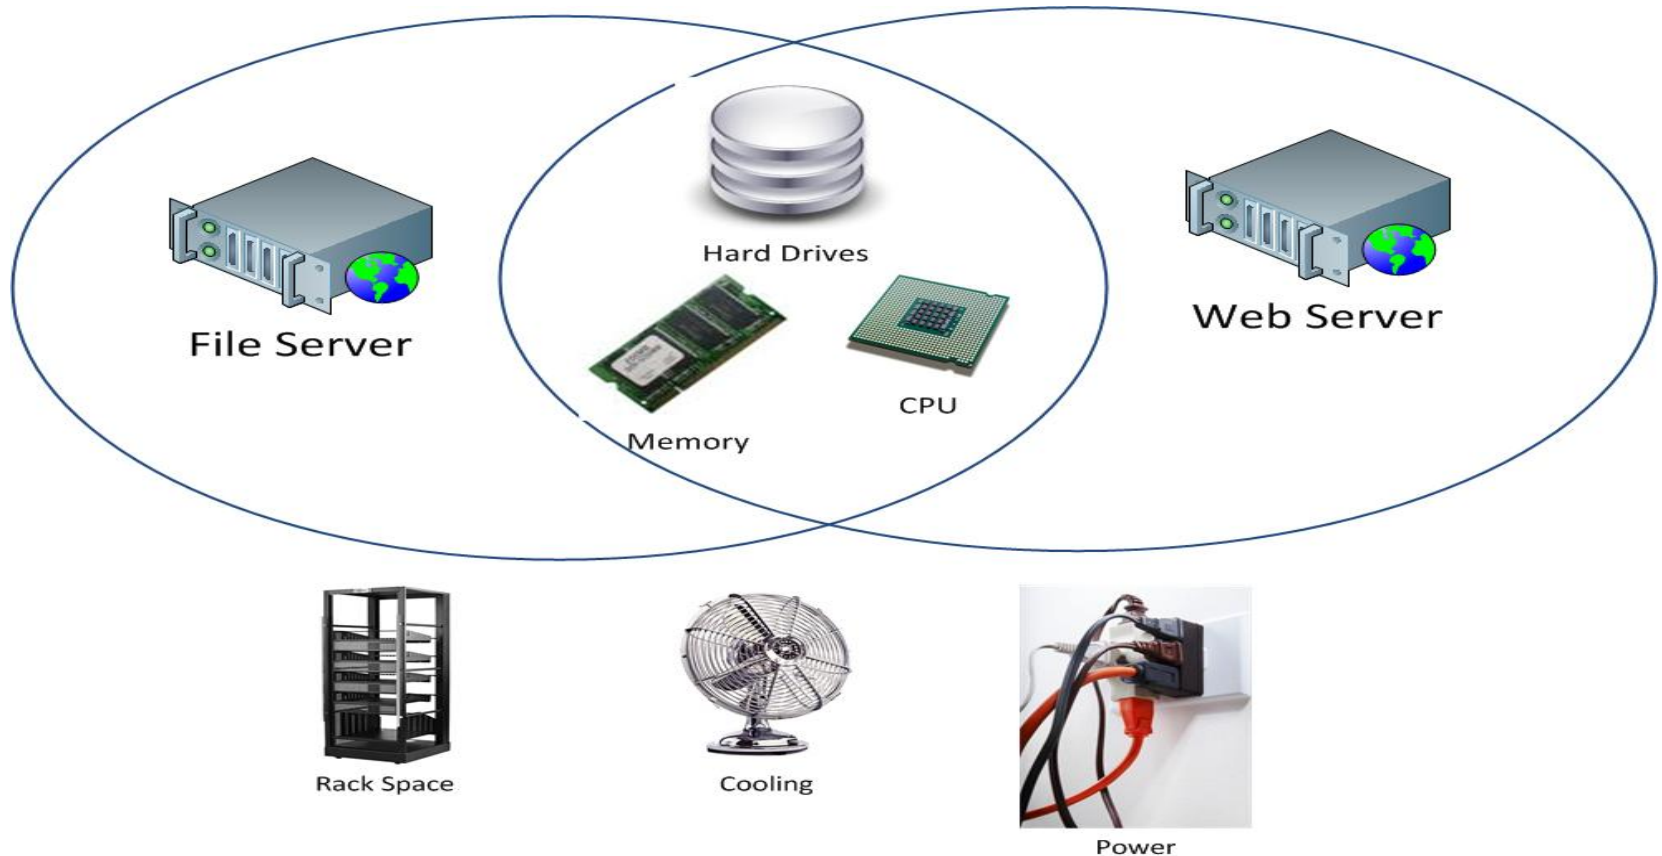 Hard Drives
File Server
Web Server
CPU
Memory
Rack Space
Cooling
Power